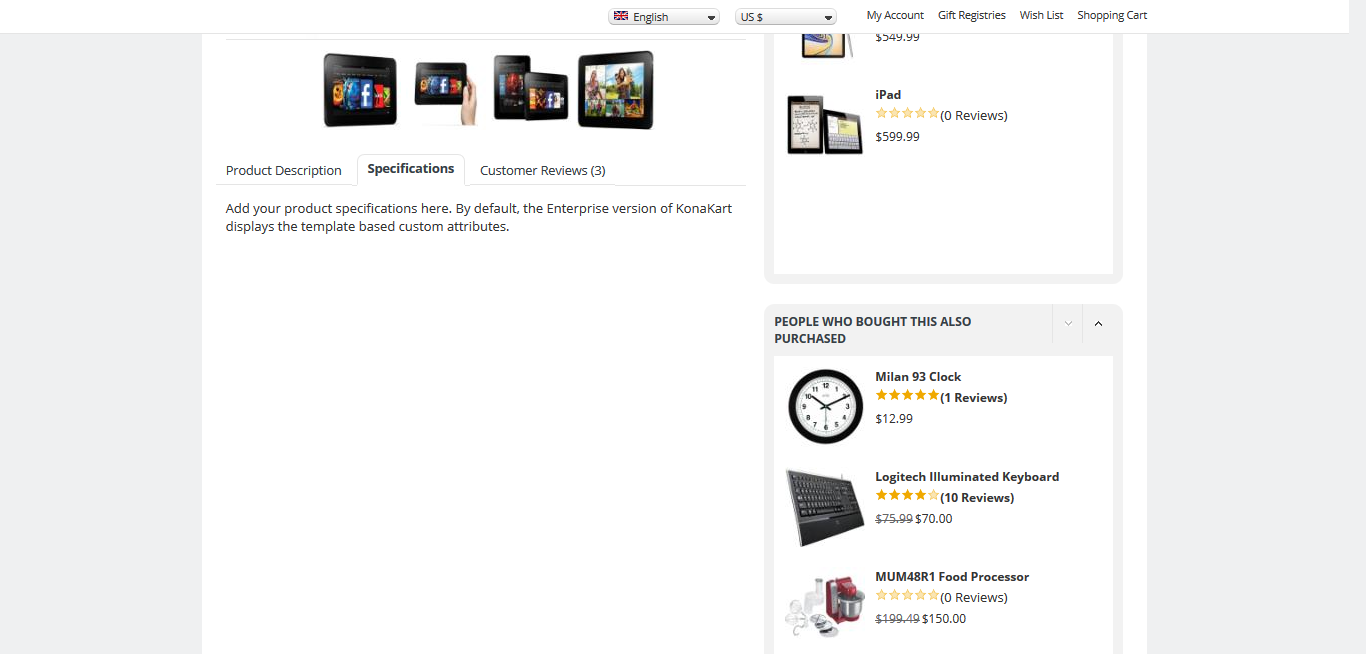 English
US $
My Account
Gift Registries
Wish List
Shopping Cart
$549.99
iPad
(0 Reviews)
$599.99
Product Description
Specifications
Customer Reviews (3)
Add your product specifications here. By default, the Enterprise version of KonaKart
displays the template based custom attributes.
PEOPLE WHO BOUGHT THIS ALSO
PURCHASED
Milan 93 Clock
(1 Reviews)
$12.99
Logitech Illuminated Keyboard
(10 Reviews)
$75.99 $70.00
MUM48R1 Food Processor
(0 Reviews)
$199.49 $150.00